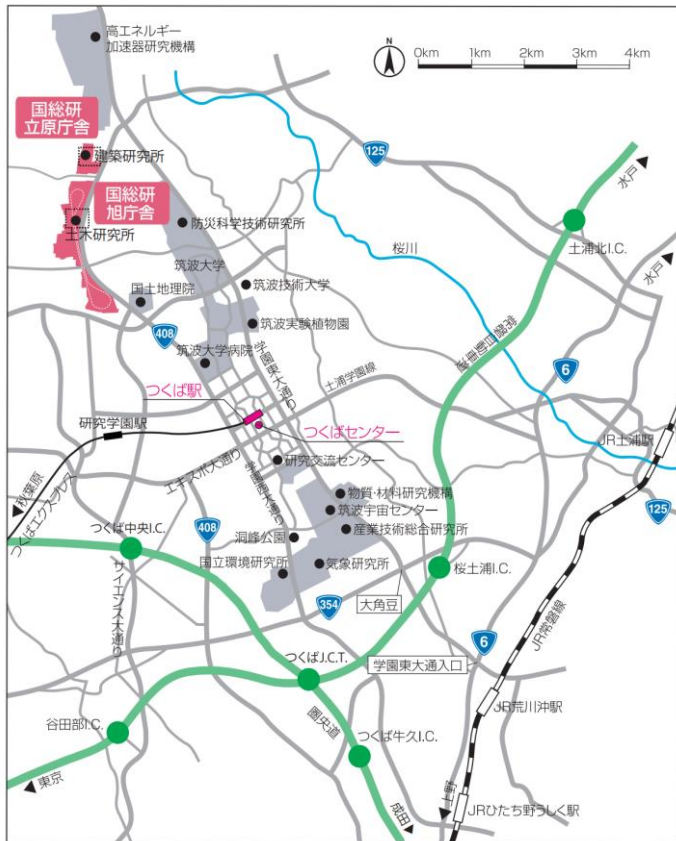 高エネルギー
加速器研究機構
N
0km 1km 2km 3km 4km
国総研
立原庁舎
建築研究所
125
水戸
国総研
旭庁舎
土木研究所
防災科学技術研究所
桜川
土浦北I.C.
筑波大学
水戸
国土地理院
筑波技術大学
408
筑波実験植物園
常磐自動車道
筑波大学病院
学園東大通り
6
土浦学園線
つくば駅
研究学園駅
つくばセンター
JR土浦駅
エキスポ大通り
研究交流センター
学園西大通り
秋葉原
つくばエクスプレス
物質・材料研究機構
筑波宇宙センター
125
408
つくば中央I.C.
洞峰公園
産業技術総合研究所
国立環境研究所
気象研究所
桜土浦I.C.
サイエンス大通り
354
大角豆
6
JR常磐線
つくばJ.C.T.
学園東大通入口
圏央道
JR荒川沖駅
谷田部I.C.
つくば牛久I.C.
東京
成田
上野
JRひたち野うしく駅